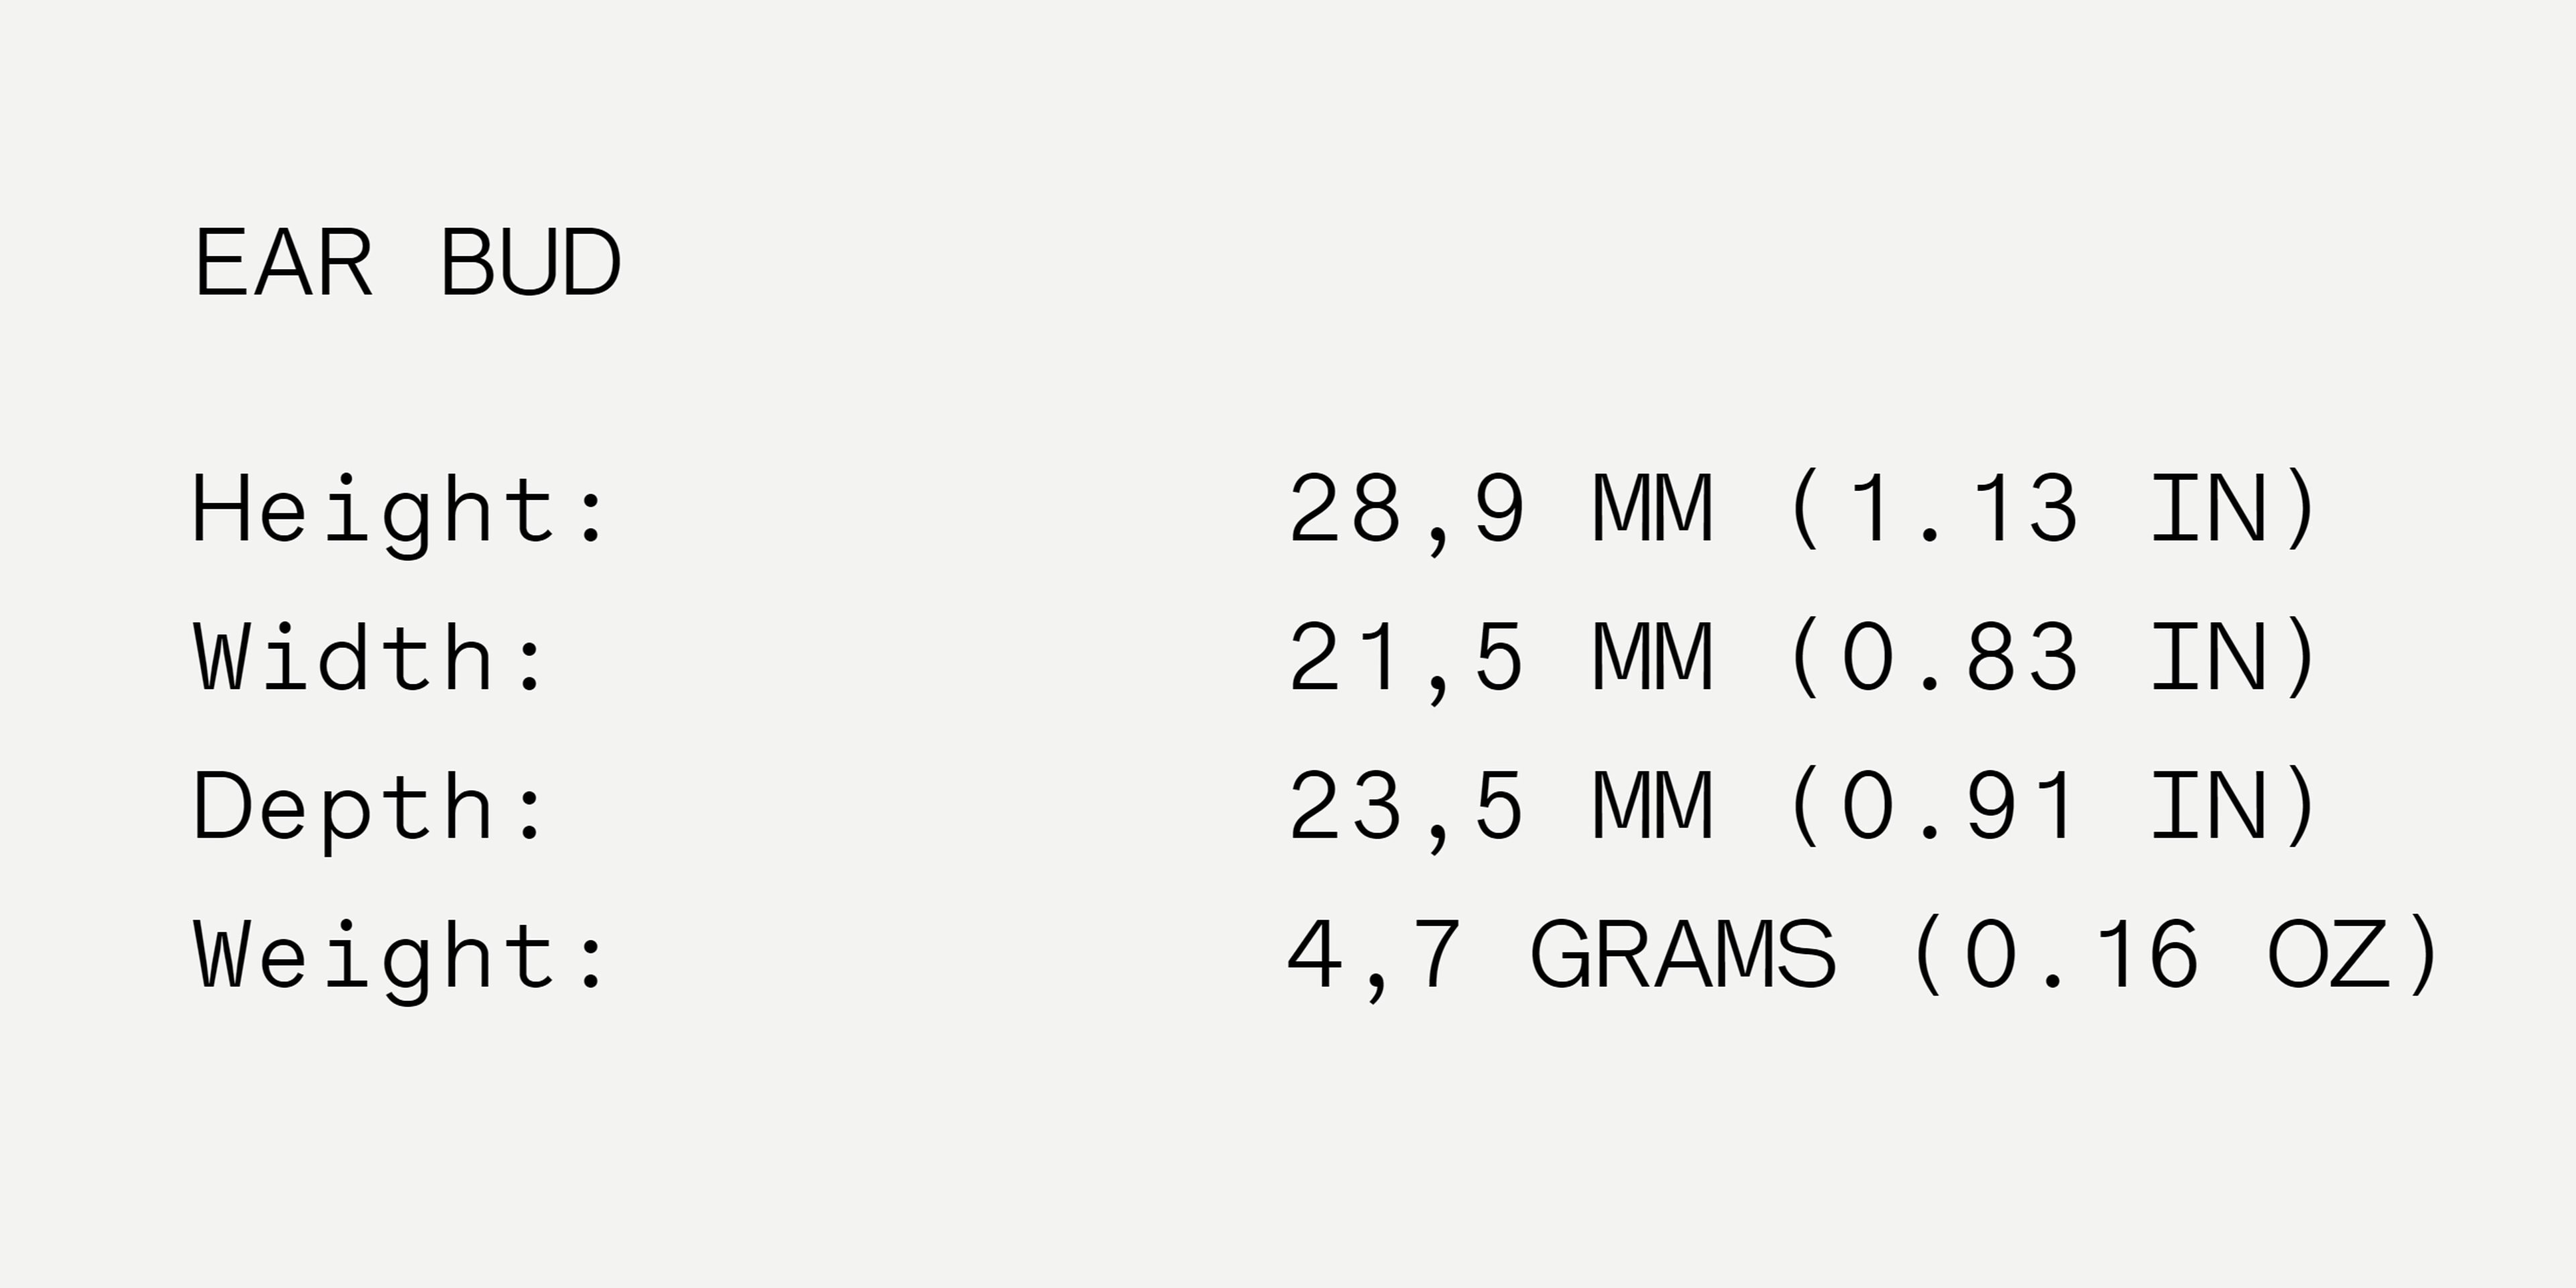 EAR BUD
Height: 28,9 MM (1.13 IN)
Width: 21,5 MM (0.83 IN)
Depth: 23,5 MM (0.91 IN)
Weight: 4,7 GRAMS (0.16 OZ)